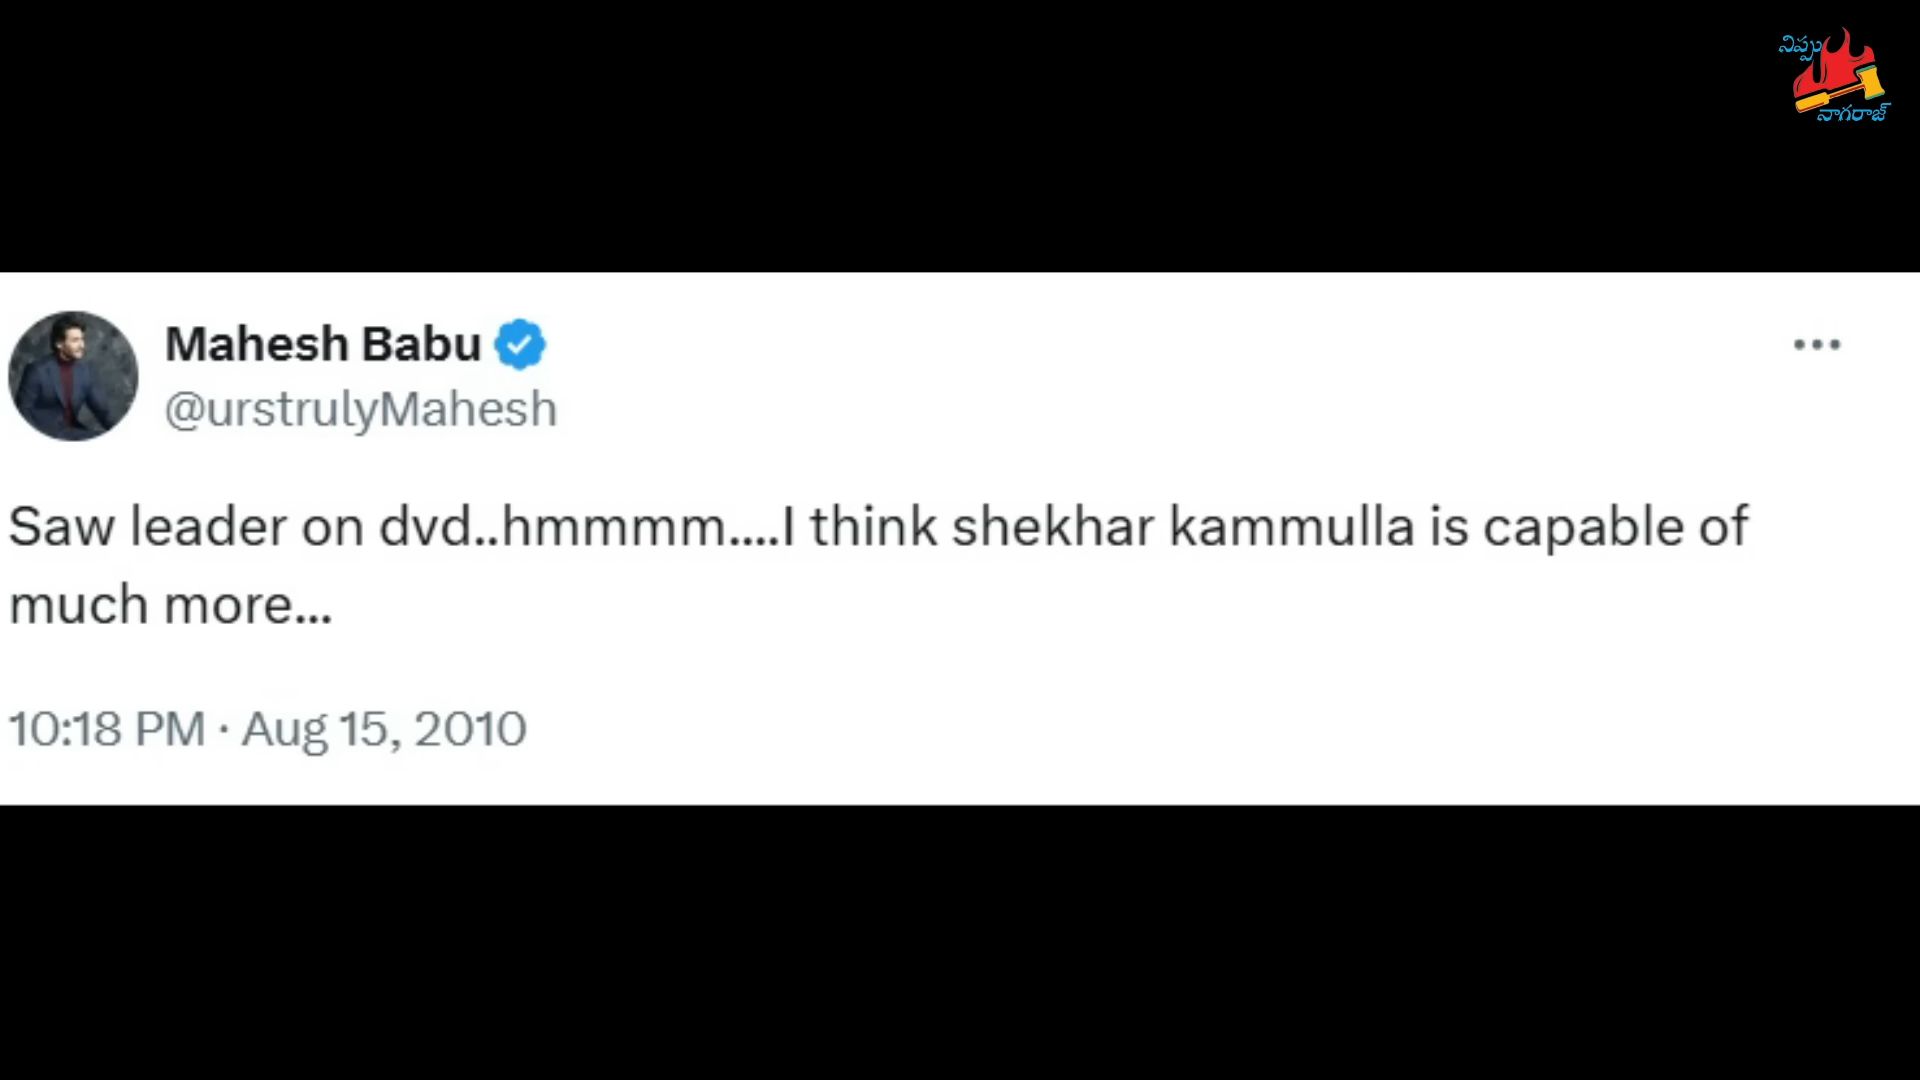 నిప్పు
నాగరాజ్
Mahesh Babu
@urstrulyMahesh
Saw leader on dvd..hmmmm....I think shekhar kammulla is capable of
much more...
10:18 PM · Aug 15, 2010